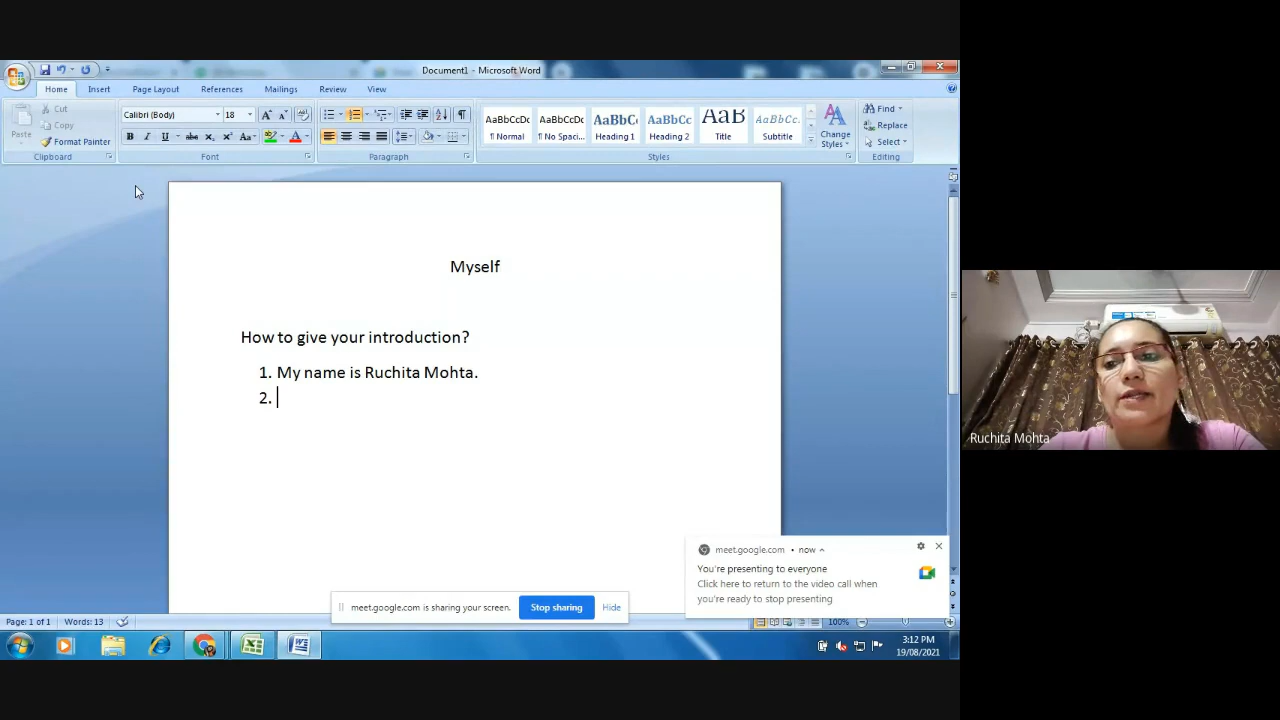 Document1 - Microsoft Word
Home Insert Page Layout References Mailings Review View
Cut
Copy
Paste
Format Painter
Clipboard
Calibri (Body) 18
Font
Paragraph
AaBbCcDc AaBbCcDc AaBbC AaBbCc AaB AaBbCc.
¶ Normal ¶ No Spaci... Heading 1 Heading 2 Title Subtitle
Change Styles
Styles
Find
Replace
Select
Editing
Myself
How to give your introduction?
1. My name is Ruchita Mohta.
2.
Ruchita Mohta
meet.google.com • now
You're presenting to everyone
Click here to return to the video call when
you're ready to stop presenting
meet.google.com is sharing your screen. Stop sharing Hide
Page: 1 of 1 Words: 13 100%
3:12 PM
19/08/2021